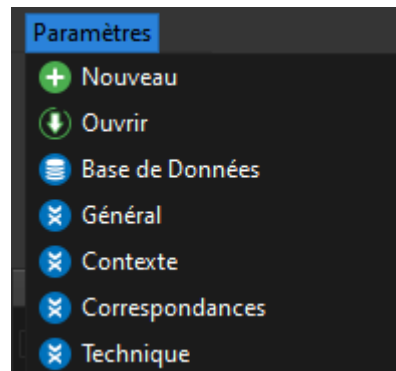 Paramètres
Nouveau
Ouvrir
Base de Données
Général
Contexte
Correspondances
Technique